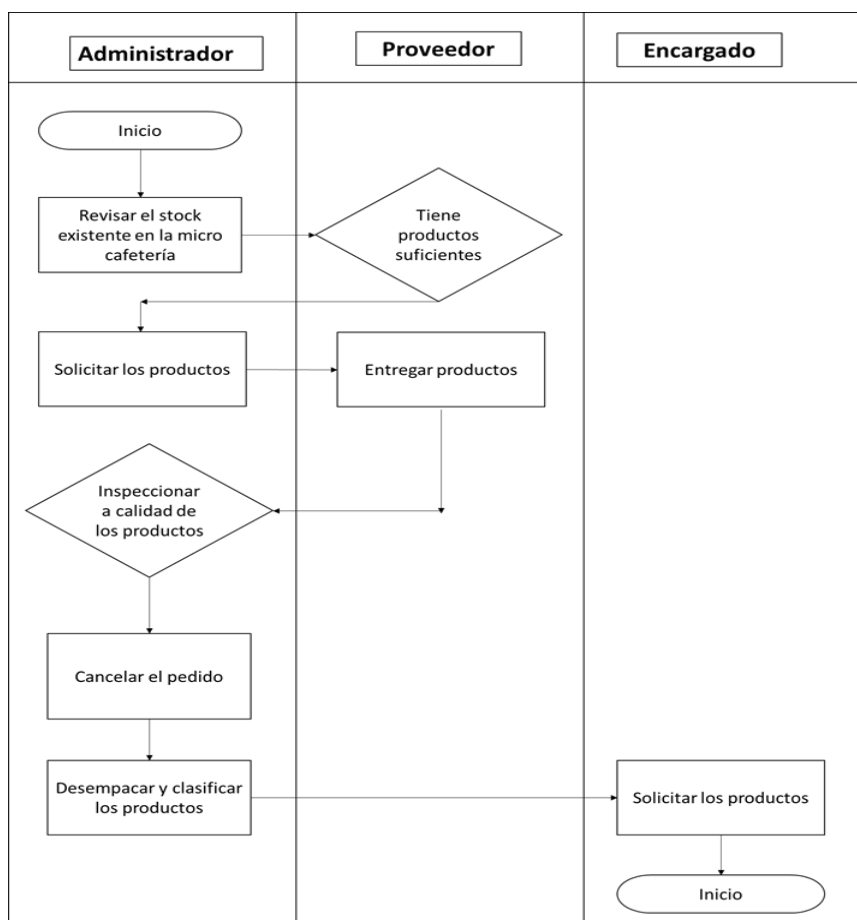 Administrador
Proveedor
Encargado
Inicio
Revisar el stock
existente en la micro
cafetería
Tiene
productos
suficientes
Solicitar los productos
Entregar productos
Inspeccionar
a calidad de
los productos
Cancelar el pedido
Desempacar y clasificar
los productos
Solicitar los productos
Inicio